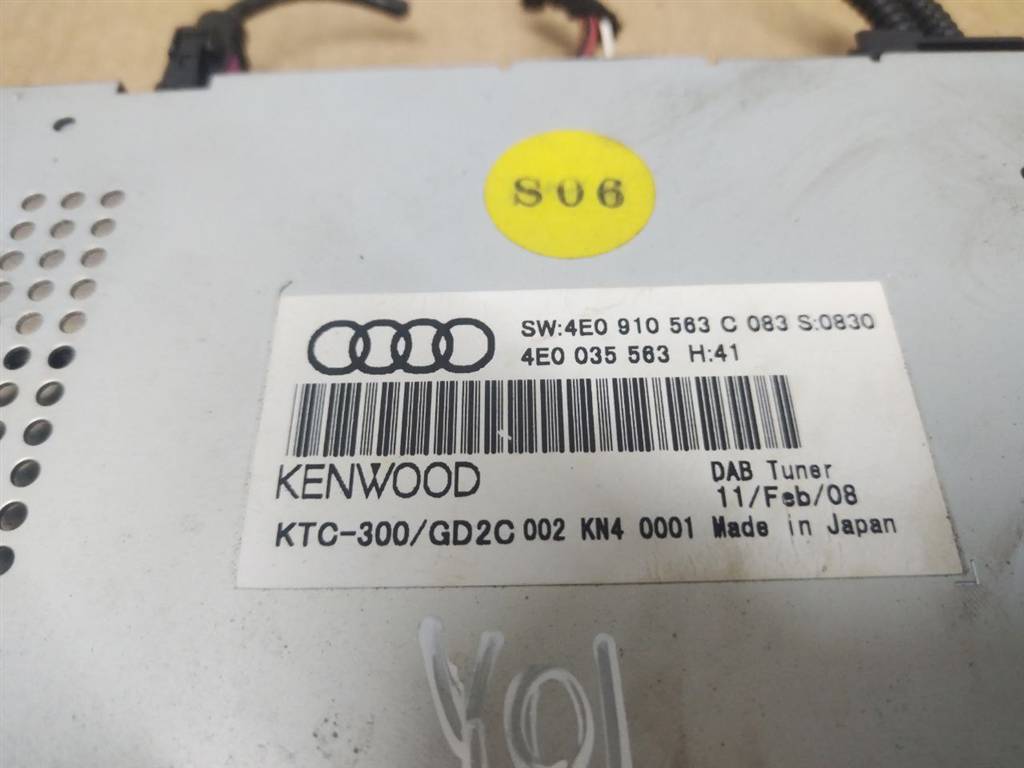 S06
SW:4E0 910 563 C 083 S:0830
4E0 035 563 H:41
KENWOOD
DAB Tuner
11/Feb/08
KTC-300/GD2C 002 KN4 0001 Made in Japan